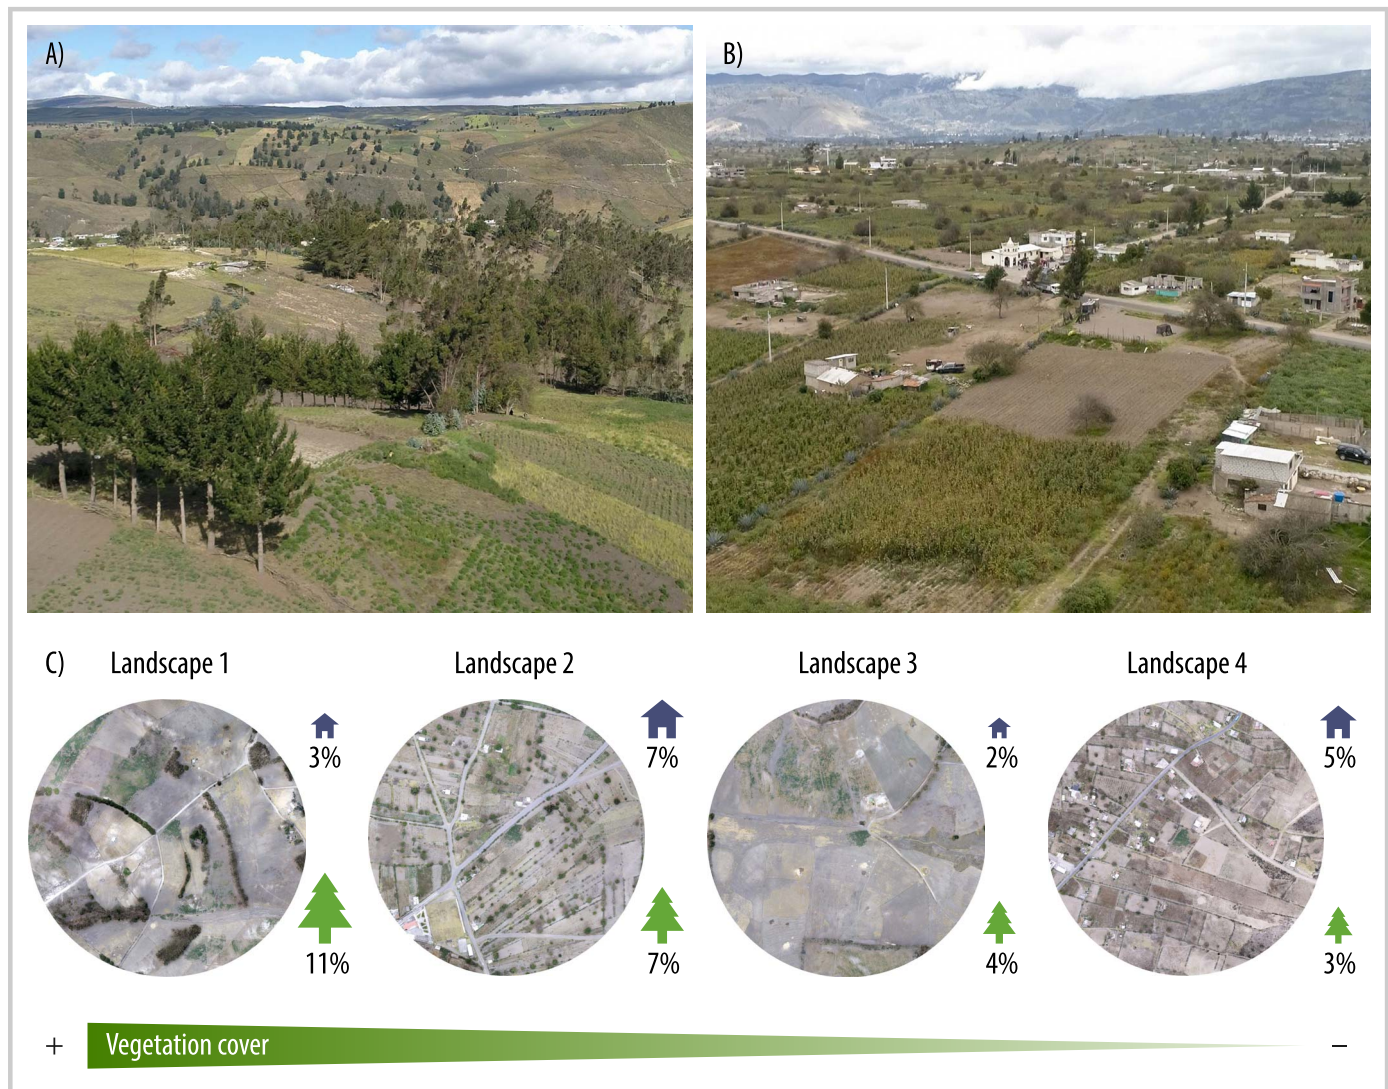 A)
B)
C)
Landscape 1
Landscape 2
Landscape 3
Landscape 4
3%
11%
7%
7%
2%
4%
5%
3%
+
Vegetation cover
–